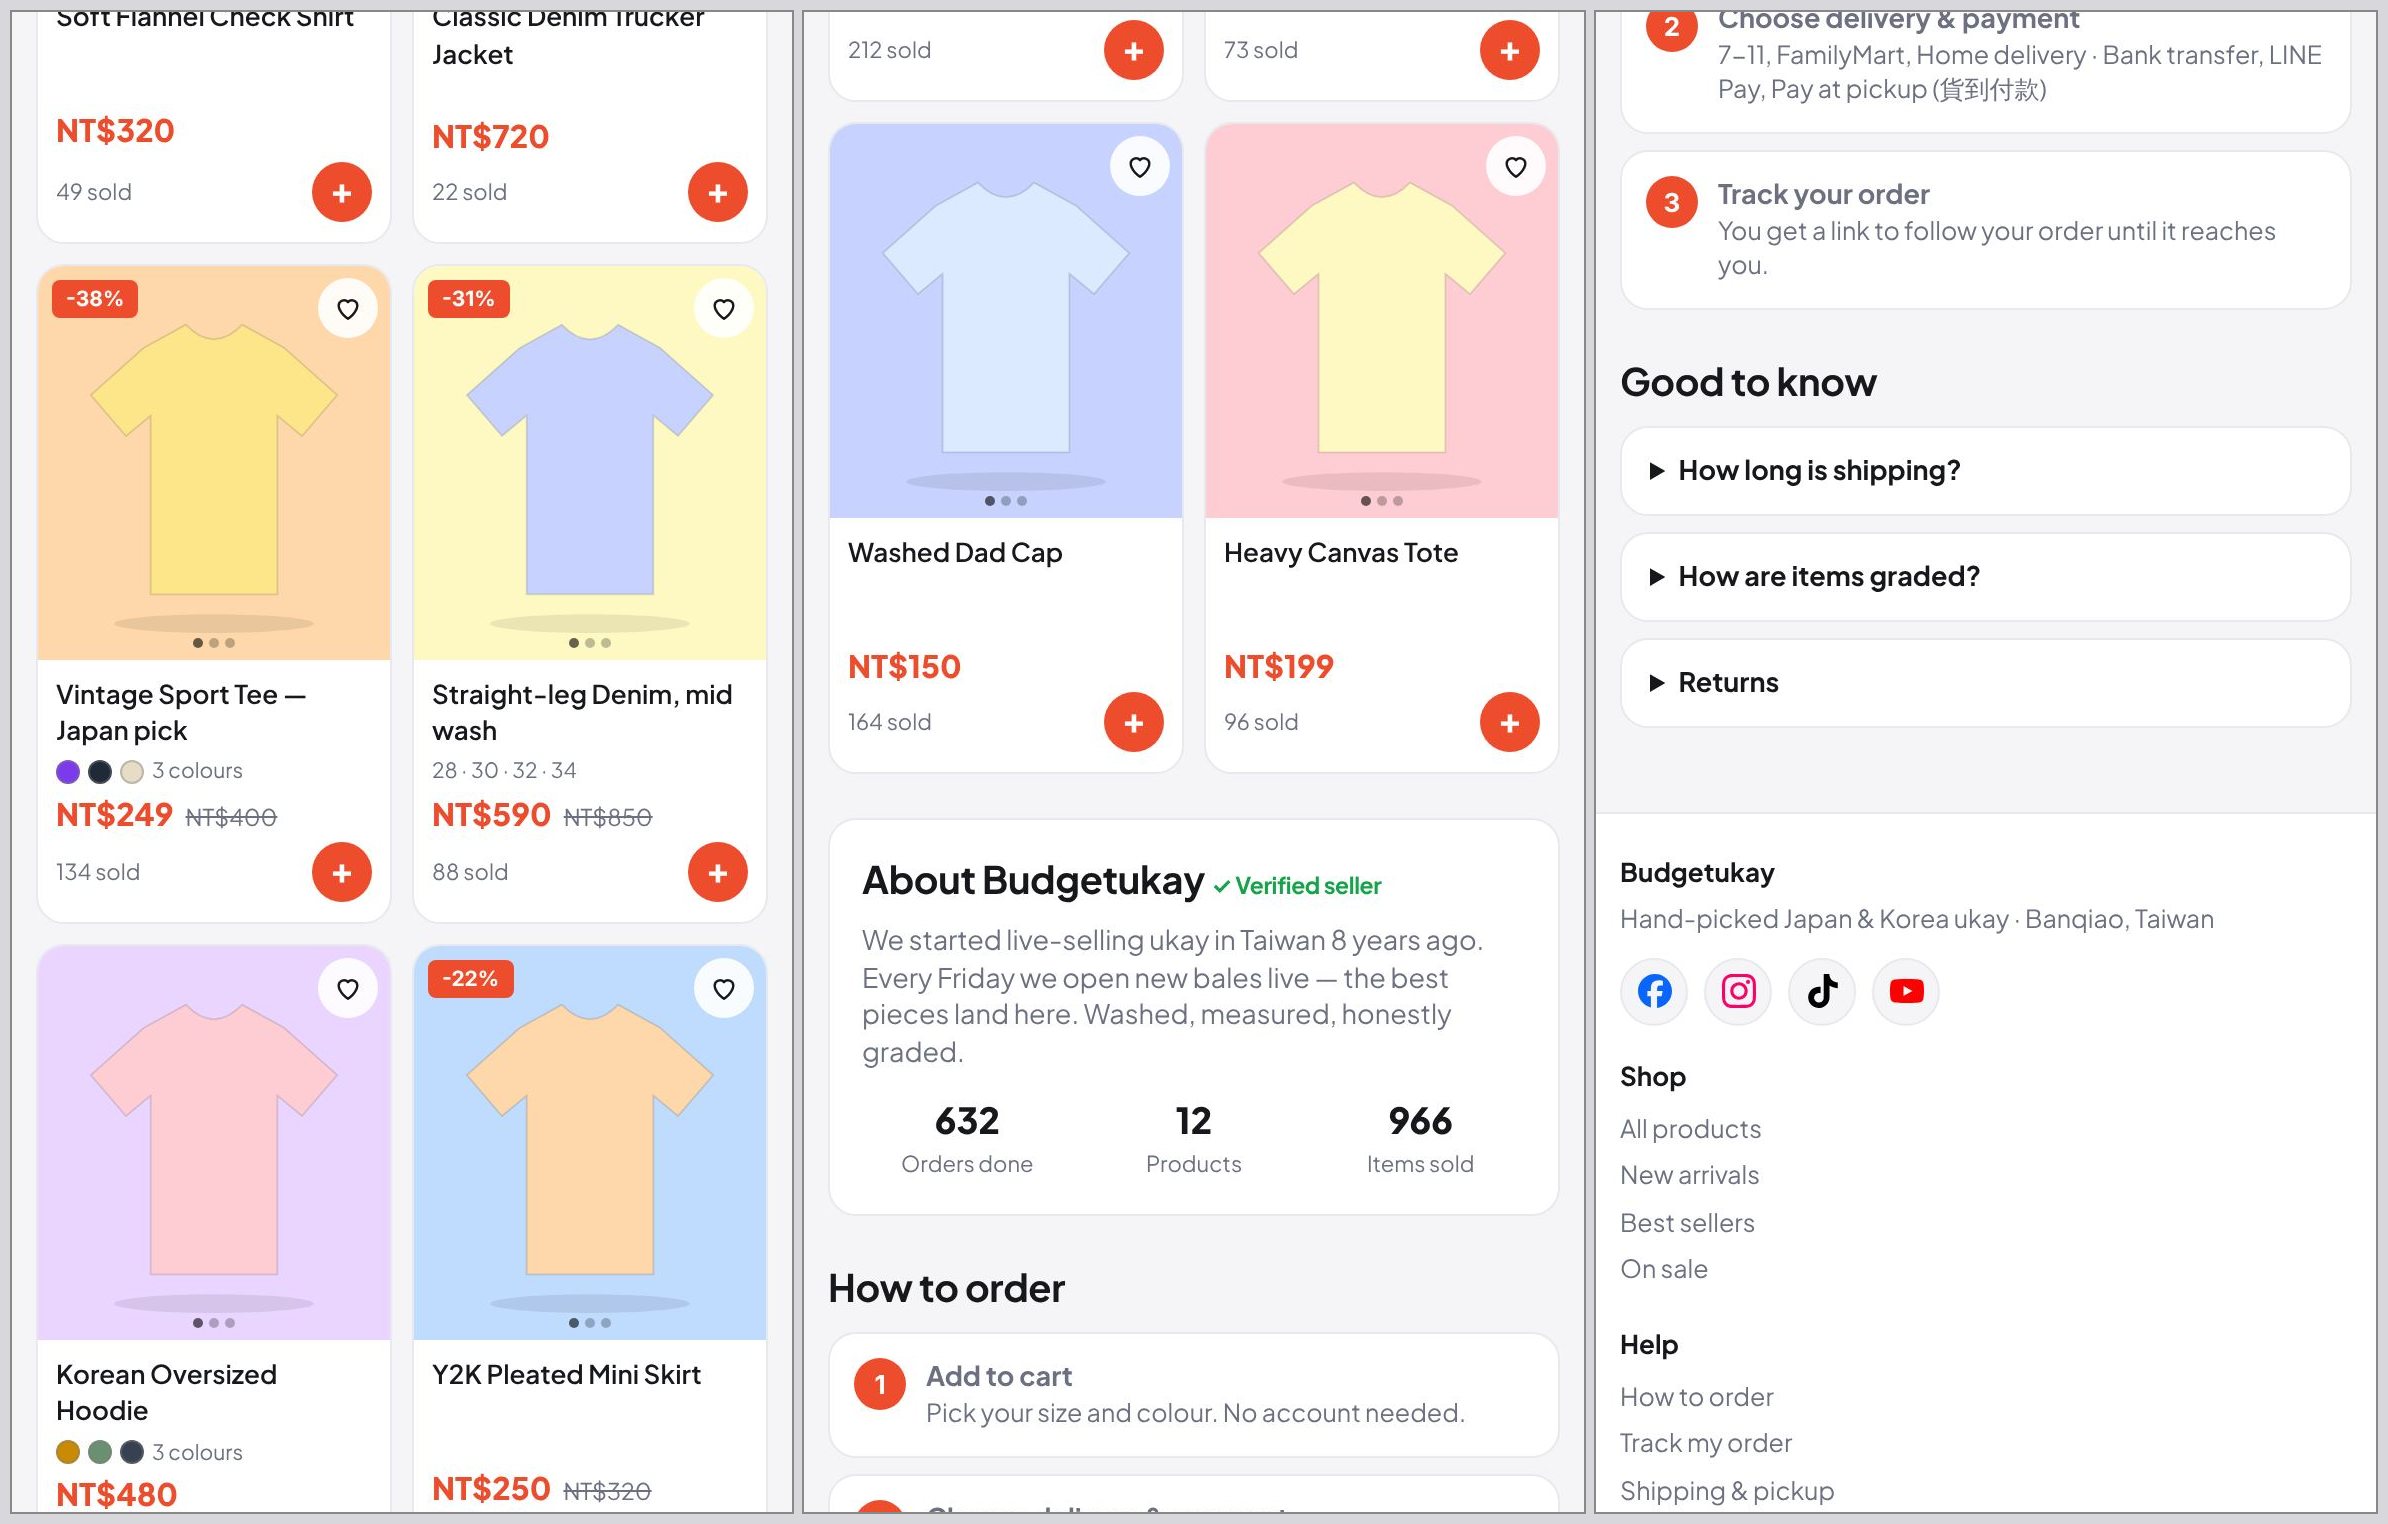 Soft Flannel Check Shirt
NT$320
49 sold
+
Classic Denim Trucker
Jacket
NT$720
22 sold
+
-38%
Vintage Sport Tee —
Japan pick
3 colours
NT$249 NT$400
134 sold
+
-31%
Straight-leg Denim, mid
wash
28 · 30 · 32 · 34
NT$590 NT$850
88 sold
+
Korean Oversized
Hoodie
3 colours
NT$480
-22%
Y2K Pleated Mini Skirt
NT$250 NT$320
212 sold
+
73 sold
+
Washed Dad Cap
NT$150
164 sold
+
Heavy Canvas Tote
NT$199
96 sold
+
About Budgetukay ✓ Verified seller
We started live-selling ukay in Taiwan 8 years ago.
Every Friday we open new bales live — the best
pieces land here. Washed, measured, honestly
graded.
632
Orders done
12
Products
966
Items sold
How to order
1
Add to cart
Pick your size and colour. No account needed.
2
Choose delivery & payment
7-11, FamilyMart, Home delivery · Bank transfer, LINE
Pay, Pay at pickup (貨到付款)
3
Track your order
You get a link to follow your order until it reaches
you.
Good to know
How long is shipping?
How are items graded?
Returns
Budgetukay
Hand-picked Japan & Korea ukay · Banqiao, Taiwan
Shop
All products
New arrivals
Best sellers
On sale
Help
How to order
Track my order
Shipping & pickup